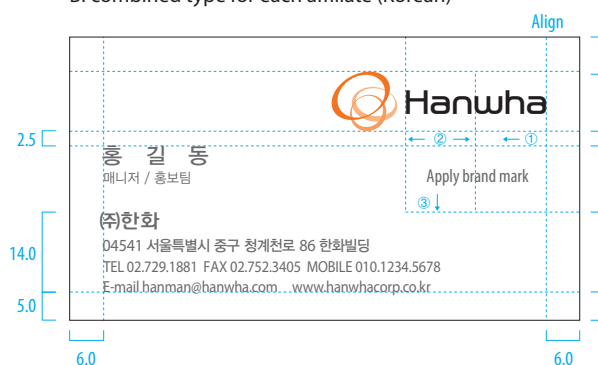 B. combined type for each affiliate (Korean)
Align
Hanwha
2.5
← ② → ← ①
홍 길 동
매니저 / 홍보팀
Apply brand mark
③ ↓
㈜한화
14.0
04541 서울특별시 중구 청계천로 86 한화빌딩
TEL 02.729.1881 FAX 02.752.3405 MOBILE 010.1234.5678
E-mail hanman@hanwha.com www.hanwhacorp.co.kr
5.0
6.0 6.0